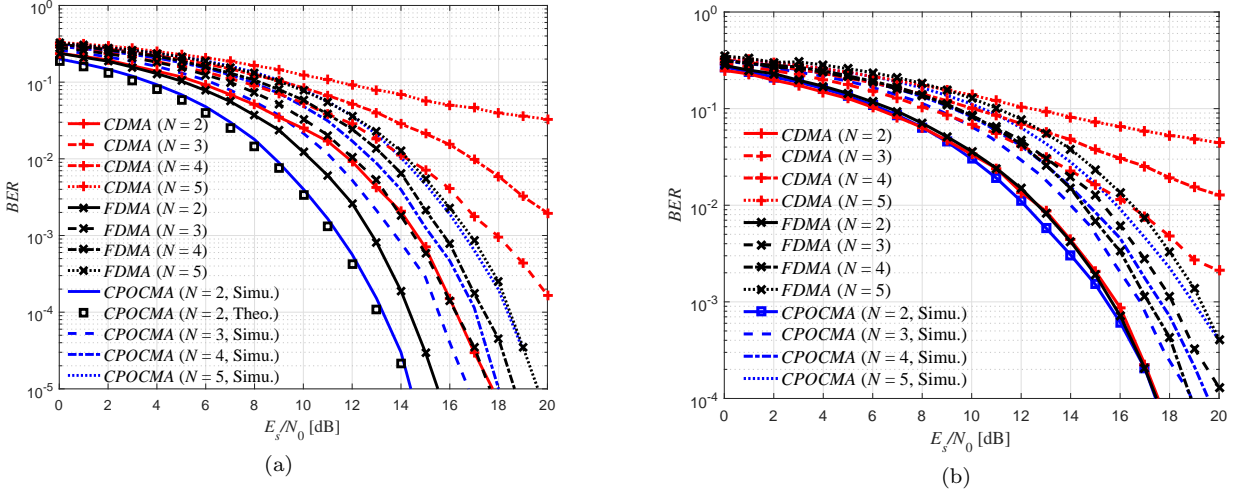 10^0
10^-1
10^-2
10^-3
10^-4
10^-5
BER
CDMA (N = 2)
CDMA (N = 3)
CDMA (N = 4)
CDMA (N = 5)
FDMA (N = 2)
FDMA (N = 3)
FDMA (N = 4)
FDMA (N = 5)
CPOCMA (N = 2, Simu.)
CPOCMA (N = 2, Theo.)
CPOCMA (N = 3, Simu.)
CPOCMA (N = 4, Simu.)
CPOCMA (N = 5, Simu.)
0 2 4 6 8 10 12 14 16 18 20
E_s/N_0 [dB]
(a)
10^0
10^-1
10^-2
10^-3
10^-4
BER
CDMA (N = 2)
CDMA (N = 3)
CDMA (N = 4)
CDMA (N = 5)
FDMA (N = 2)
FDMA (N = 3)
FDMA (N = 4)
FDMA (N = 5)
CPOCMA (N = 2, Simu.)
CPOCMA (N = 3, Simu.)
CPOCMA (N = 4, Simu.)
CPOCMA (N = 5, Simu.)
0 2 4 6 8 10 12 14 16 18 20
E_s/N_0 [dB]
(b)